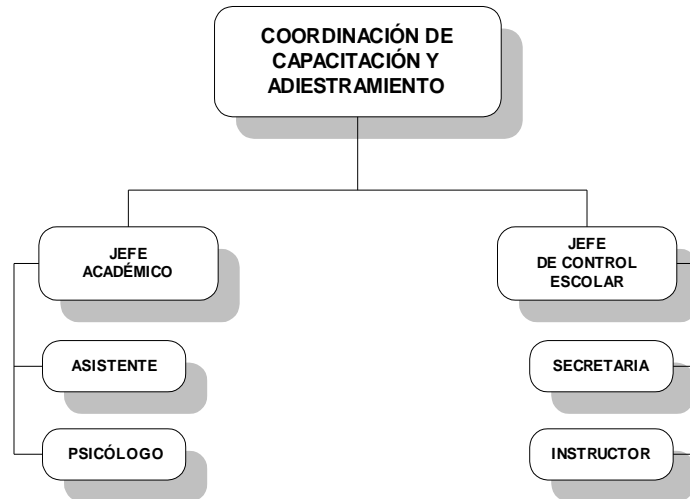 COORDINACIÓN DE
CAPACITACIÓN Y
ADIESTRAMIENTO
JEFE
ACADÉMICO
JEFE
DE CONTROL
ESCOLAR
ASISTENTE
SECRETARIA
PSICÓLOGO
INSTRUCTOR